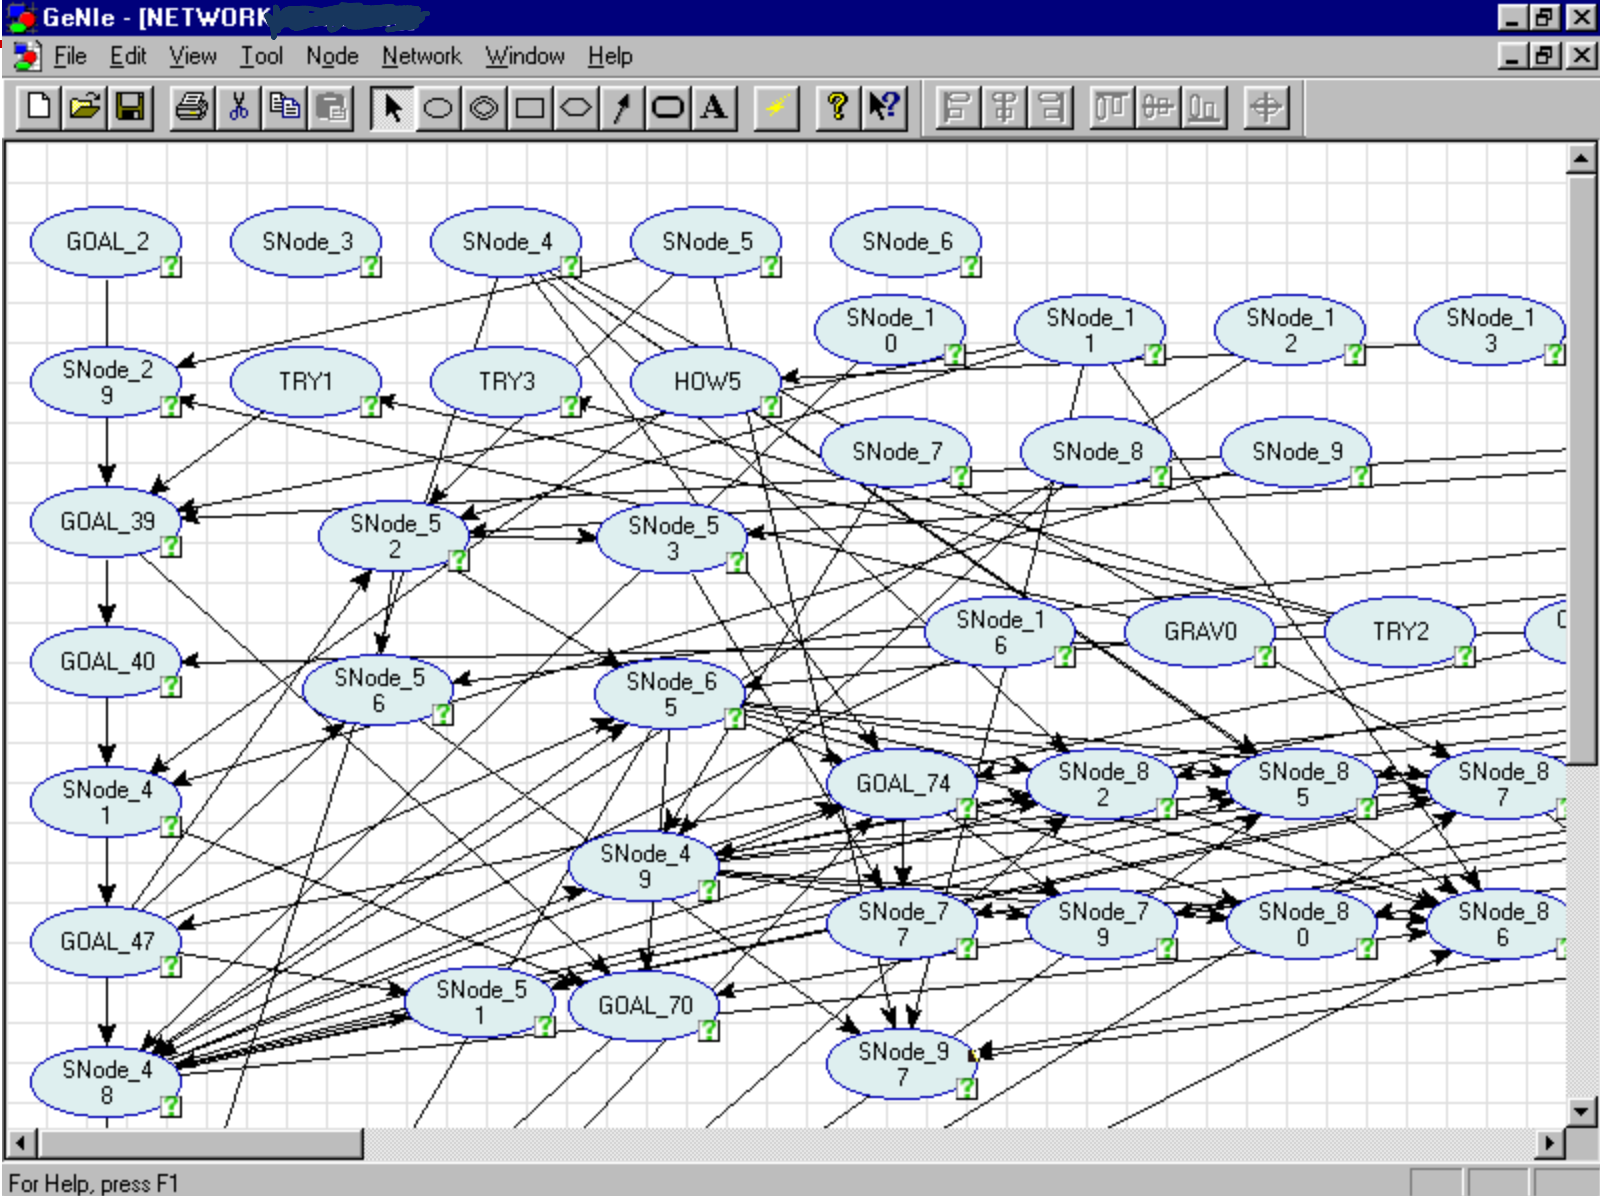 GeNIe - [NETWORK
File Edit View Tool Node Network Window Help
A ? ?
GOAL_2 SNode_3 SNode_4 SNode_5 SNode_6
SNode_1
0
SNode_1
1
SNode_1
2
SNode_1
3
SNode_2
9
TRY1 TRY3 HOW5
SNode_7 SNode_8 SNode_9
GOAL_39
SNode_5
2
SNode_5
3
SNode_1
6
GRAV0 TRY2
GOAL_40
SNode_5
6
SNode_6
5
SNode_4
1
GOAL_74
SNode_8
2
SNode_8
5
SNode_8
7
SNode_4
9
GOAL_47
SNode_7
7
SNode_7
9
SNode_8
0
SNode_8
6
SNode_5
1
GOAL_70
SNode_4
8
SNode_9
7
For Help, press F1